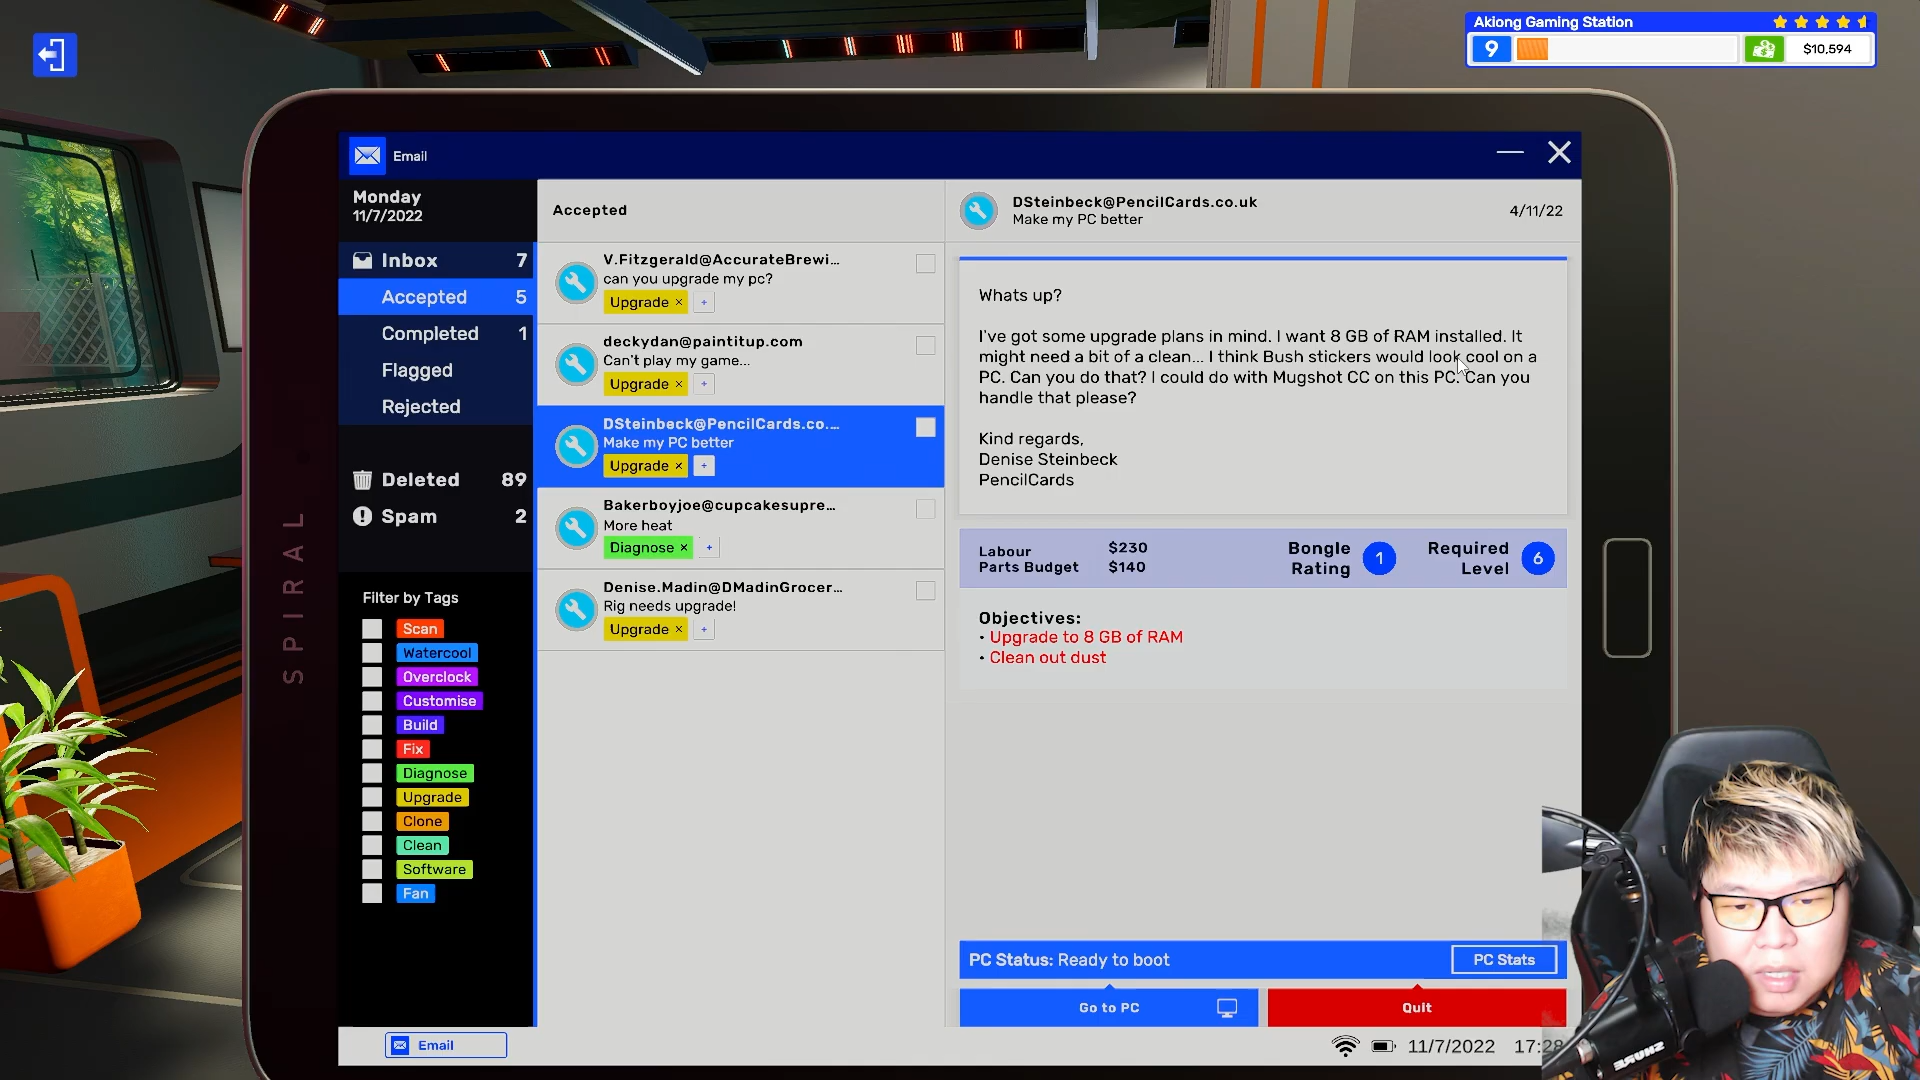 Akiong Gaming Station
9
$10,594
Email
Monday
11/7/2022
Inbox 7
Accepted 5
Completed 1
Flagged
Rejected
Deleted 89
Spam 2
Filter by Tags
Scan
Watercool
Overclock
Customise
Build
Fix
Diagnose
Upgrade
Clone
Clean
Software
Fan
SPIRAL
Accepted
V.Fitzgerald@AccurateBrewi...
can you upgrade my pc?
Upgrade × +
deckydan@paintitup.com
Can't play my game...
Upgrade × +
DSteinbeck@PencilCards.co....
Make my PC better
Upgrade × +
Bakerboyjoe@cupcakesupre...
More heat
Diagnose × +
Denise.Madin@DMadinGrocer...
Rig needs upgrade!
Upgrade × +
DSteinbeck@PencilCards.co.uk
Make my PC better
4/11/22
Whats up?
I've got some upgrade plans in mind. I want 8 GB of RAM installed. It
might need a bit of a clean... I think Bush stickers would look cool on a
PC. Can you do that? I could do with Mugshot CC on this PC. Can you
handle that please?
Kind regards,
Denise Steinbeck
PencilCards
Labour $230
Parts Budget $140
Bongle Rating 1
Required Level 6
Objectives:
• Upgrade to 8 GB of RAM
• Clean out dust
PC Status: Ready to boot
PC Stats
Go to PC
Quit
Email
11/7/2022 17:28
SHURE